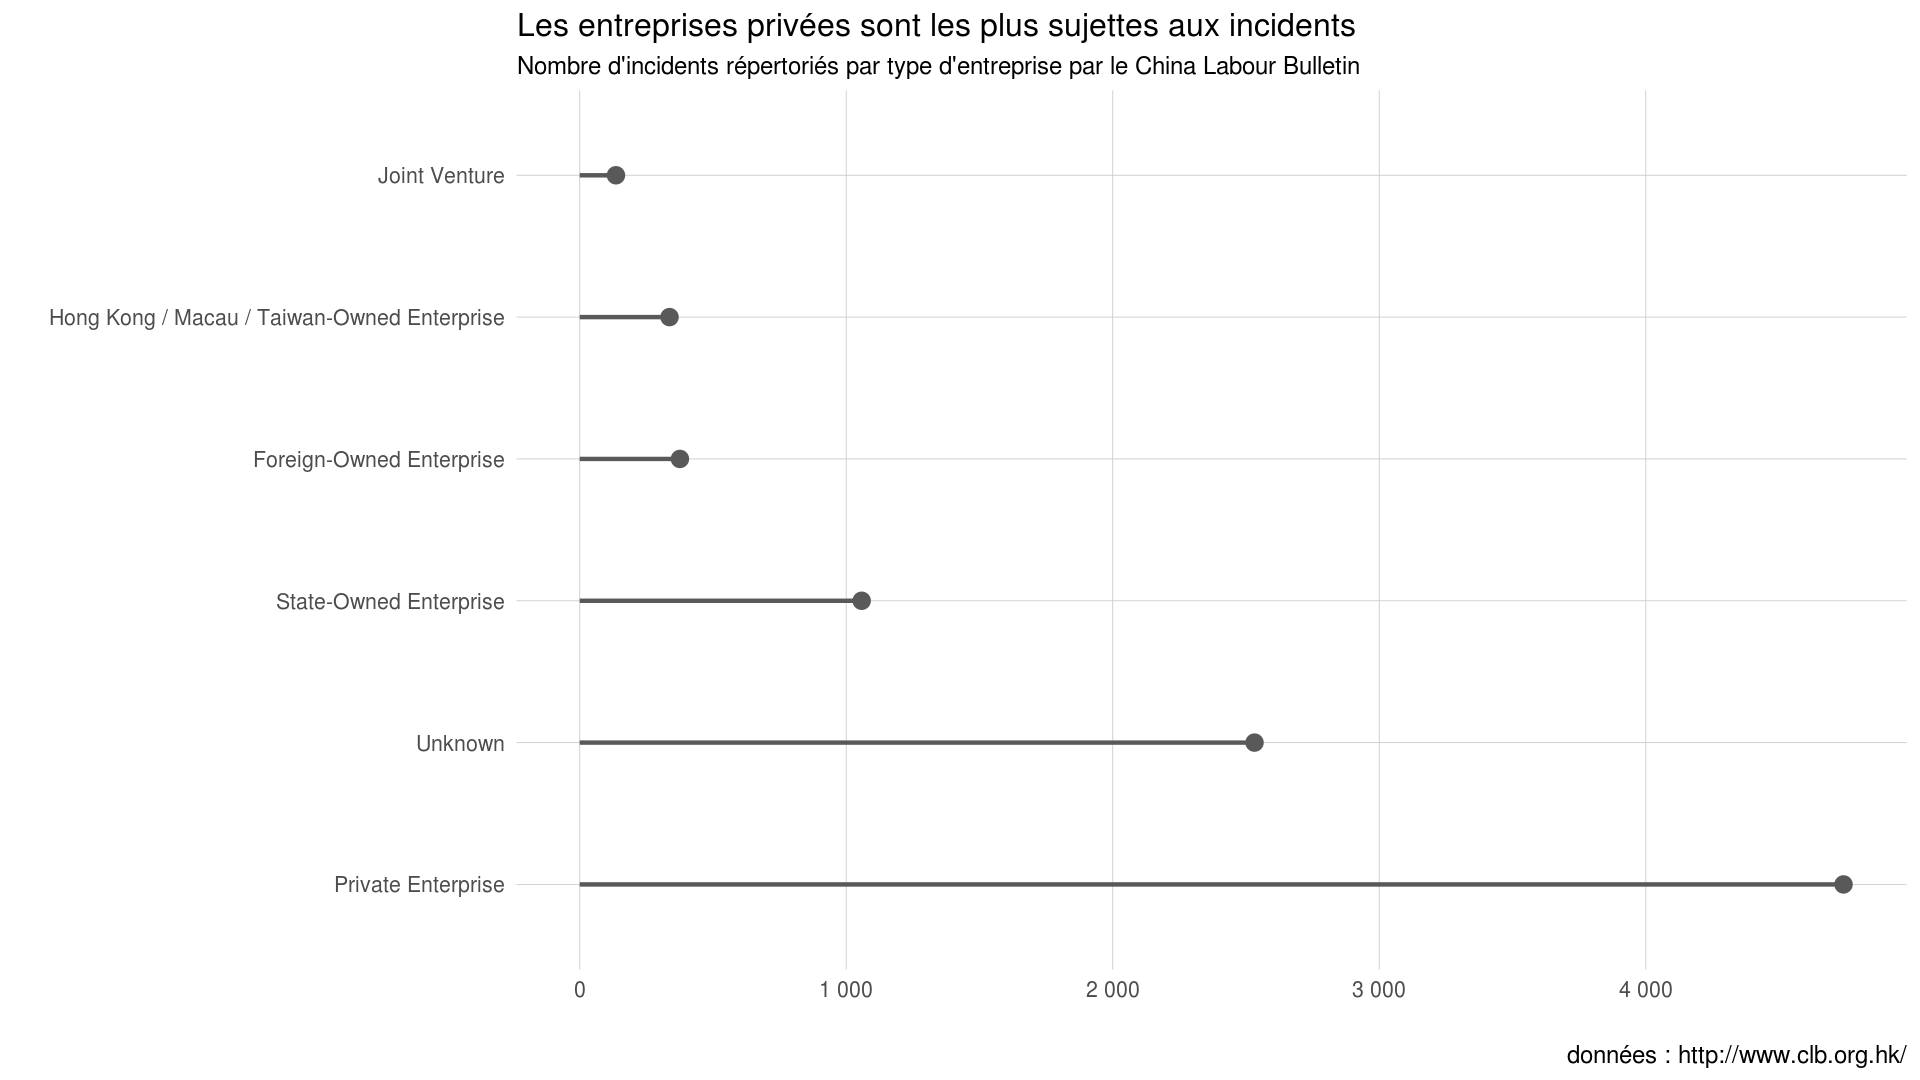 Les entreprises privées sont les plus sujettes aux incidents
Nombre d'incidents répertoriés par type d'entreprise par le China Labour Bulletin
Joint Venture
Hong Kong / Macau / Taiwan-Owned Enterprise
Foreign-Owned Enterprise
State-Owned Enterprise
Unknown
Private Enterprise
0 1 000 2 000 3 000 4 000
données : http://www.clb.org.hk/